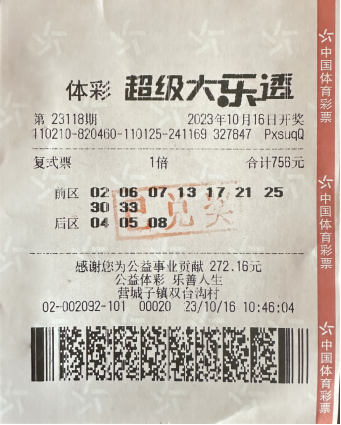 体彩 超级大乐透
第 23118期 2023年10月16日开奖
110210-820460-110125-241169 327847 PxsuqQ
复式票 1倍 合计756元
前区 02 06 07 13 17 21 25
30 33
后区 04 05 08
已兑奖
感谢您为公益事业贡献 272.16元
公益体彩 乐善人生
营城子镇双台沟村
02-002092-101 00020 23/10/16 10:46:04
中国体育彩票
中国体育彩票
中国体育彩票